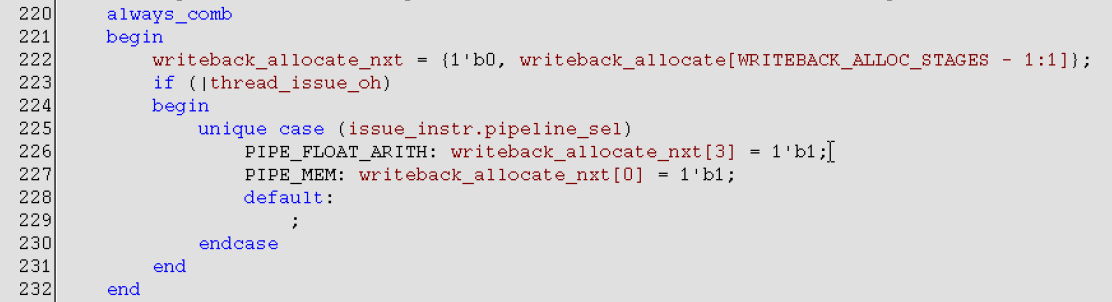 220 always_comb
221 begin
222 writeback_allocate_nxt = {1'b0, writeback_allocate[WRITEBACK_ALLOC_STAGES - 1:1]};
223 if (|thread_issue_oh)
224 begin
225 unique case (issue_instr.pipeline_sel)
226 PIPE_FLOAT_ARITH: writeback_allocate_nxt[3] = 1'b1;
227 PIPE_MEM: writeback_allocate_nxt[0] = 1'b1;
228 default:
229 ;
230 endcase
231 end
232 end